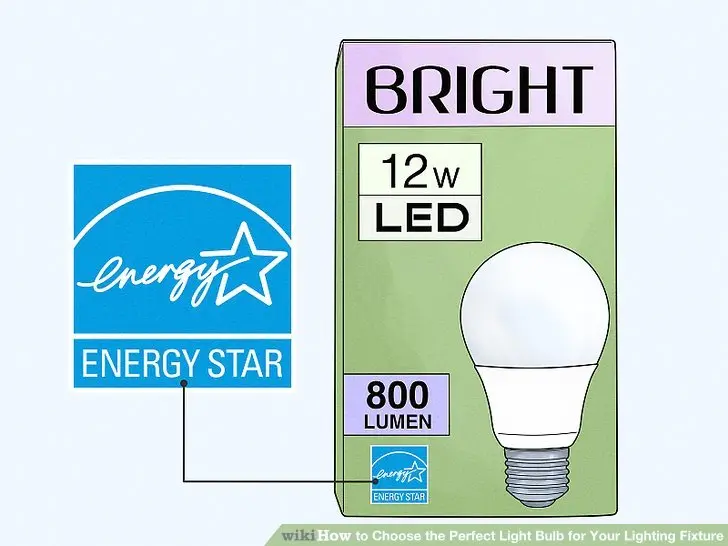 BRIGHT
12W
LED
energy
ENERGY STAR
800
LUMEN
energy
ENERGY STAR
wikiHow to Choose the Perfect Light Bulb for Your Lighting Fixture